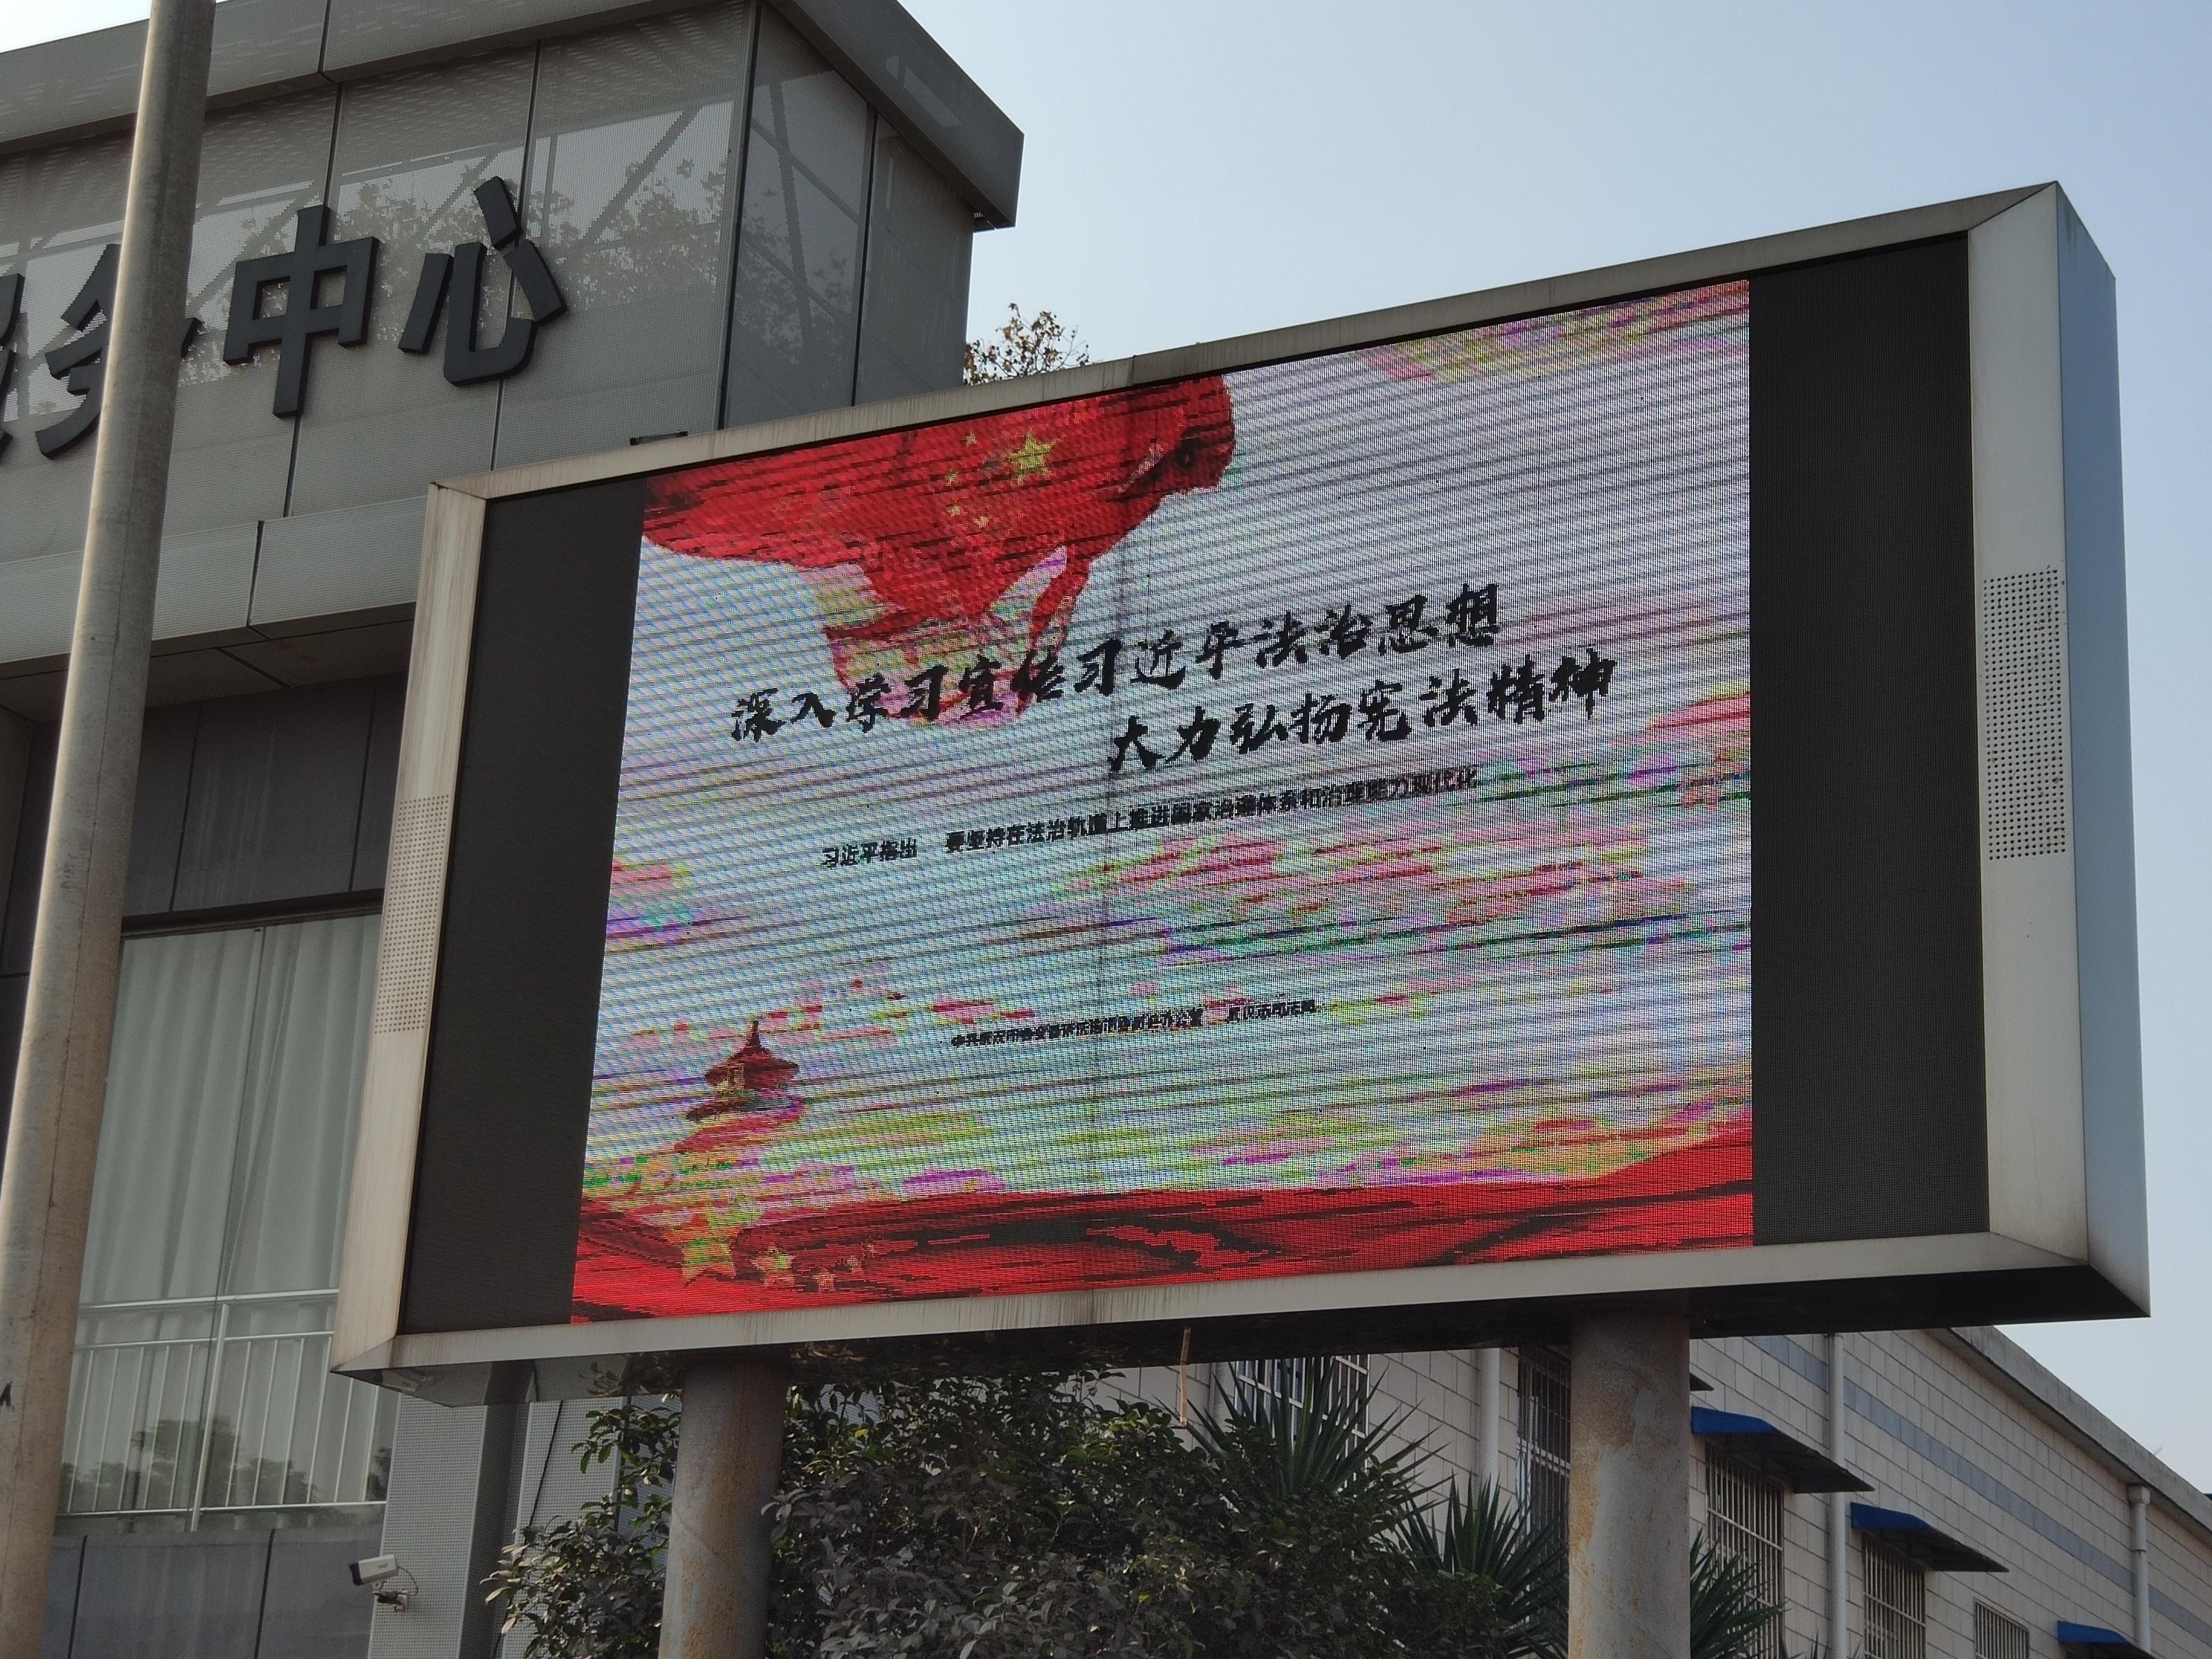 务中心
深入学习宣传习近平法治思想
大力弘扬宪法精神
习近平指出 要坚持在法治轨道上推进国家治理体系和治理能力现代化